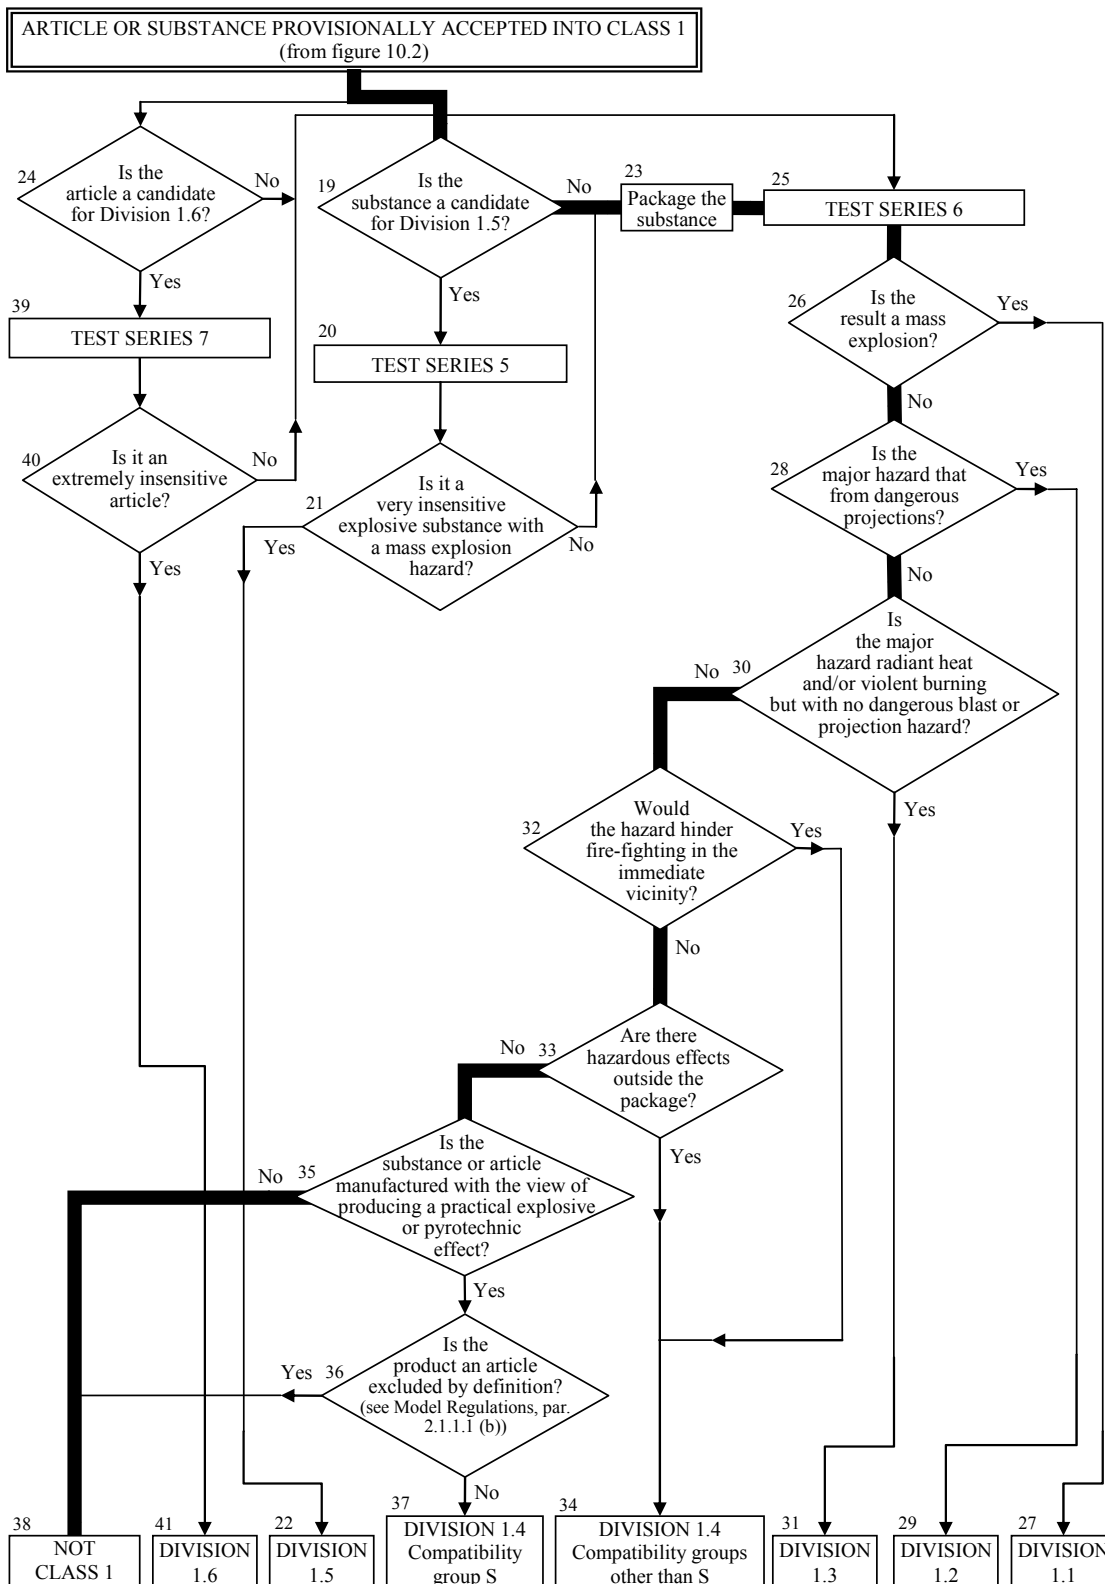 ARTICLE OR SUBSTANCE PROVISIONALLY ACCEPTED INTO CLASS 1
(from figure 10.2)
24
Is the
article a candidate
for Division 1.6?
No
Yes
19
Is the
substance a candidate
for Division 1.5?
No
Yes
23
Package the
substance
25
TEST SERIES 6
39
TEST SERIES 7
20
TEST SERIES 5
26
Is the
result a mass
explosion?
Yes
No
40
Is it an
extremely insensitive
article?
No
Yes
21
Is it a
very insensitive
explosive substance with
a mass explosion
hazard?
Yes
No
28
Is the
major hazard that
from dangerous
projections?
Yes
No
30
Is
the major
hazard radiant heat
and/or violent burning
but with no dangerous blast or
projection hazard?
No
Yes
32
Would
the hazard hinder
fire-fighting in the
immediate
vicinity?
Yes
No
33
Are there
hazardous effects
outside the
package?
No
Yes
35
Is the
substance or article
manufactured with the view of
producing a practical explosive
or pyrotechnic
effect?
No
Yes
36
Is the
product an article
excluded by definition?
(see Model Regulations, par.
2.1.1.1 (b))
Yes
No
38
NOT
CLASS 1
41
DIVISION
1.6
22
DIVISION
1.5
37
DIVISION 1.4
Compatibility
group S
34
DIVISION 1.4
Compatibility groups
other than S
31
DIVISION
1.3
29
DIVISION
1.2
27
DIVISION
1.1